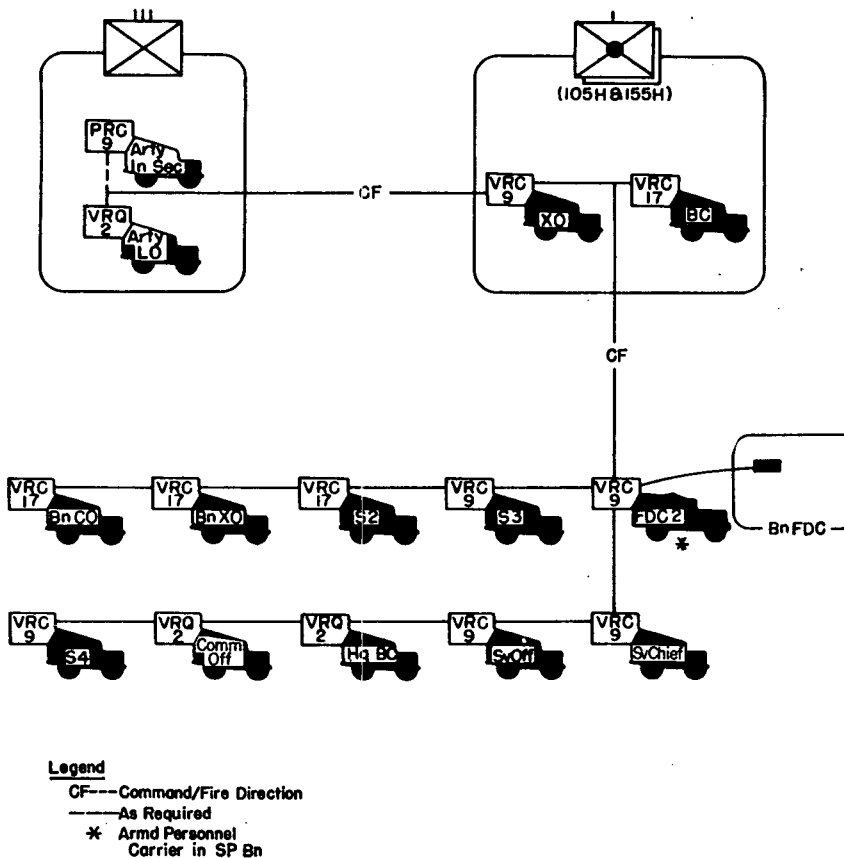 (105H & 155H)
PRC
9
Arty
In Sec
VRQ
2
Arty
LO
CF
VRC
9
XO
VRC
17
BC
CF
VRC
17
Bn CO
VRC
17
Bn XO
VRC
17
S2
VRC
9
S3
VRC
9
FDC 2
*
Bn FDC
VRC
9
S4
VRQ
2
Comm
Off
VRQ
2
Hq BC
VRC
9
SvOff
VRC
9
SvChief
Legend
CF---Command/Fire Direction
-----As Required
* Armd Personnel
Carrier in SP Bn